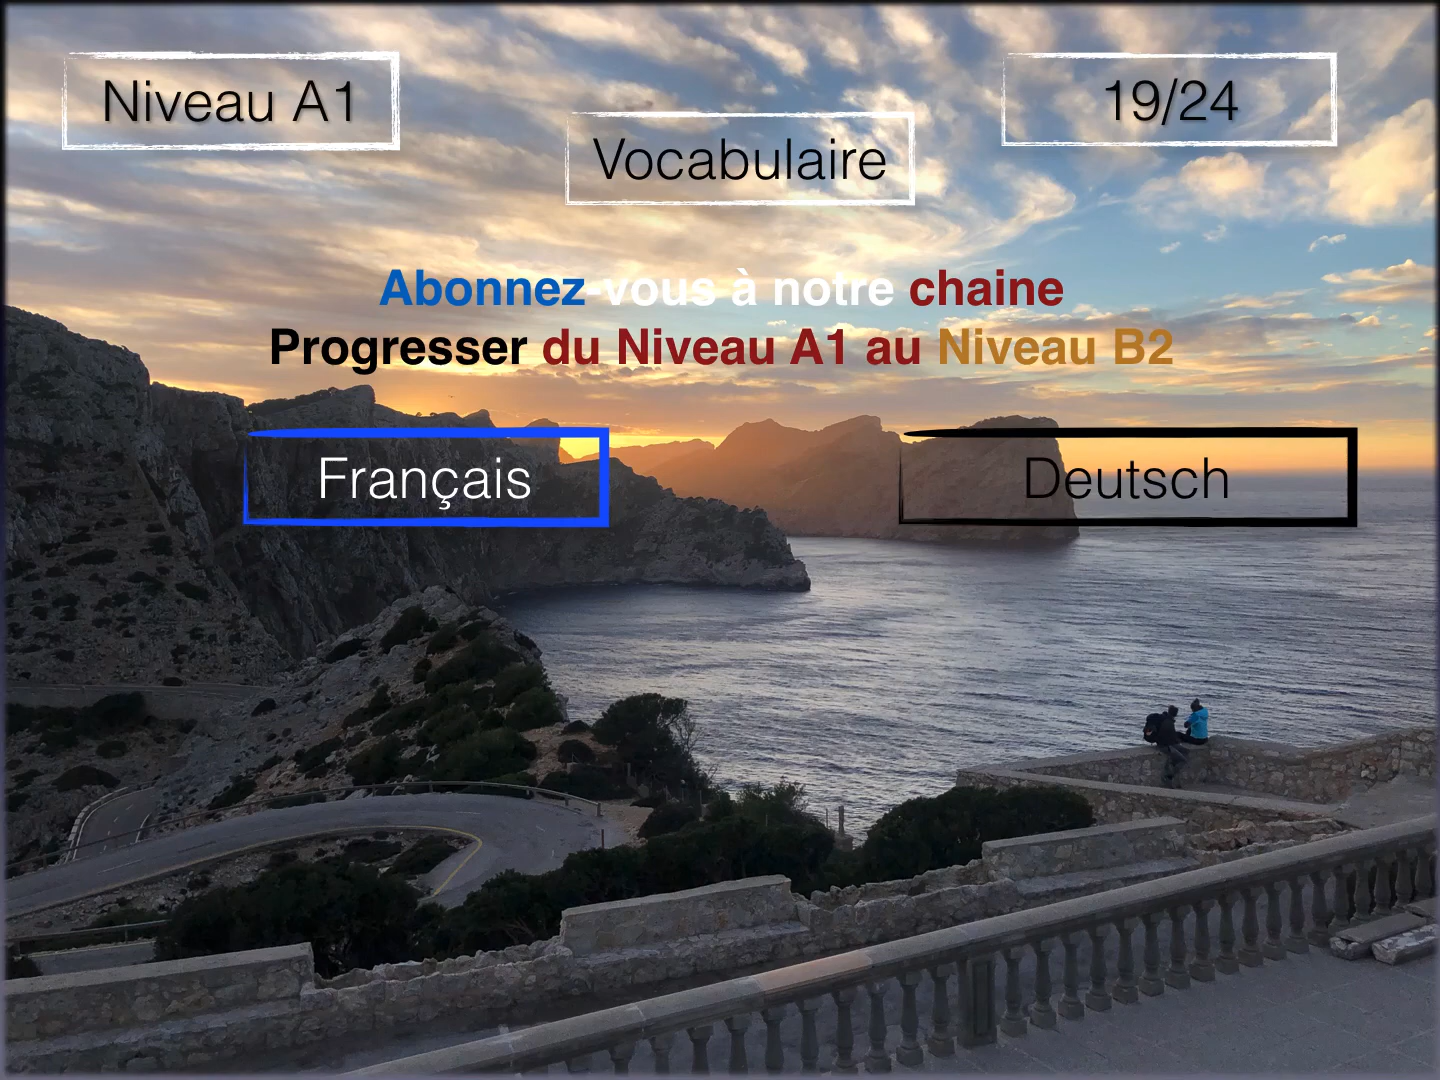 Niveau A1
19/24
Vocabulaire
Abonnez-vous à notre chaine
Progresser du Niveau A1 au Niveau B2
Français
Deutsch